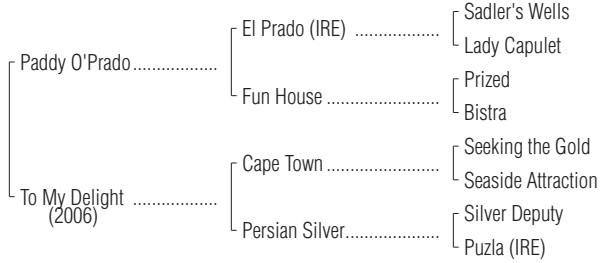 Sadler's Wells
El Prado (IRE) ..................
Lady Capulet
Paddy O'Prado .................
Prized
Fun House ........................
Bistra
Seeking the Gold
Cape Town ........................
Seaside Attraction
To My Delight .................
(2006)
Silver Deputy
Persian Silver....................
Puzla (IRE)